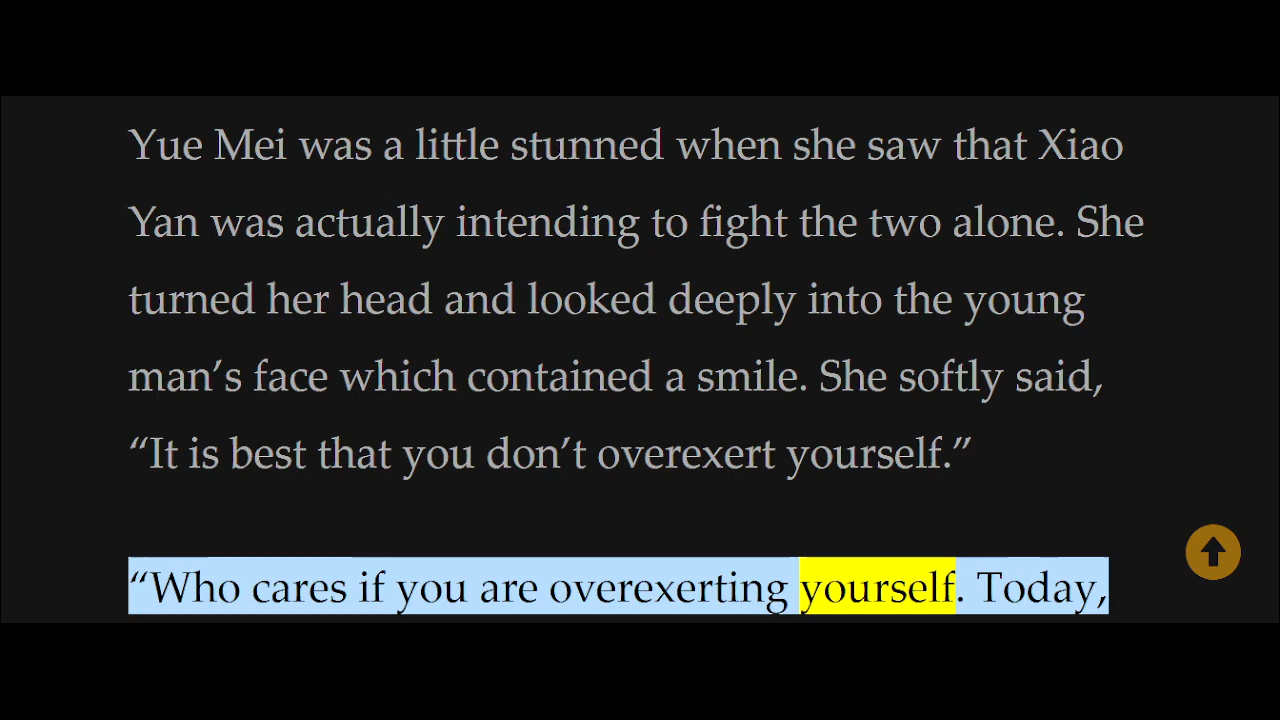 Yue Mei was a little stunned when she saw that Xiao
Yan was actually intending to fight the two alone. She
turned her head and looked deeply into the young
man’s face which contained a smile. She softly said,
“It is best that you don’t overexert yourself.”
“Who cares if you are overexerting yourself. Today,